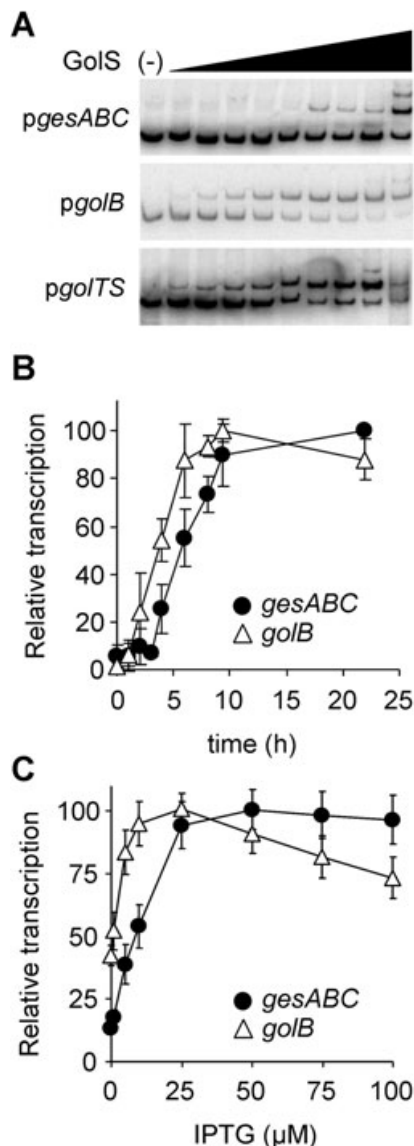 A
GolS (-)
pgesABC
pgolB
pgolTS
B
Relative transcription
100
80
60
40
20
0
gesABC
golB
0 5 10 15 20 25
time (h)
C
Relative transcription
100
75
50
25
0
gesABC
golB
0 25 50 75 100
IPTG (µM)